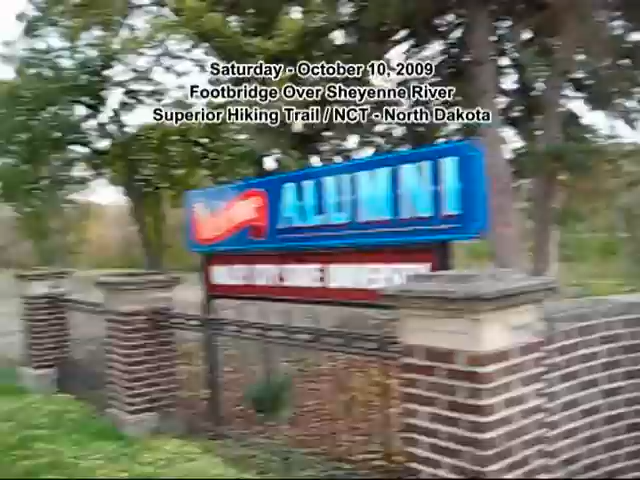 Saturday - October 10, 2009
Footbridge Over Sheyenne River
Superior Hiking Trail / NCT - North Dakota
ALUMNI